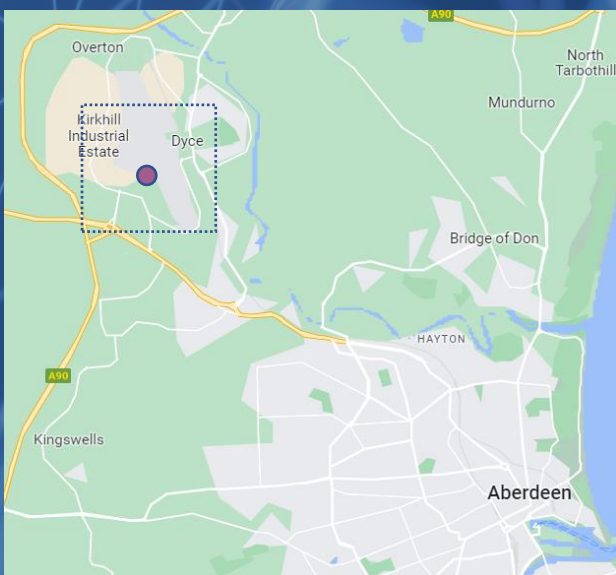 A90
Overton
North
Tarbothill
Mundurno
Kirkhill
Industrial
Estate
Dyce
Bridge of Don
HAYTON
A90
Kingswells
Aberdeen